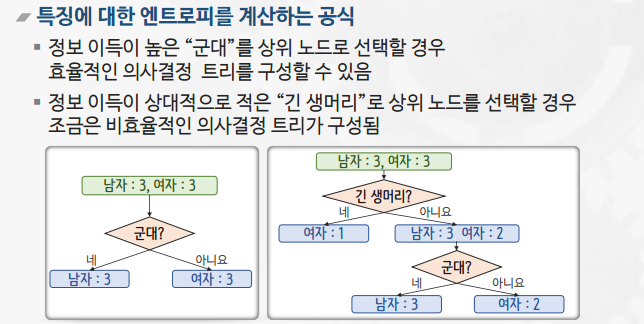 특징에 대한 엔트로피를 계산하는 공식
▪ 정보 이득이 높은 “군대”를 상위 노드로 선택할 경우
효율적인 의사결정 트리를 구성할 수 있음
▪ 정보 이득이 상대적으로 적은 “긴 생머리”로 상위 노드를 선택할 경우
조금은 비효율적인 의사결정 트리가 구성됨
남자 : 3, 여자 : 3
군대?
네 아니요
남자 : 3 여자 : 3
남자 : 3, 여자 : 3
긴 생머리?
네 아니요
여자 : 1 남자 : 3 여자 : 2
군대?
네 아니요
남자 : 3 여자 : 2